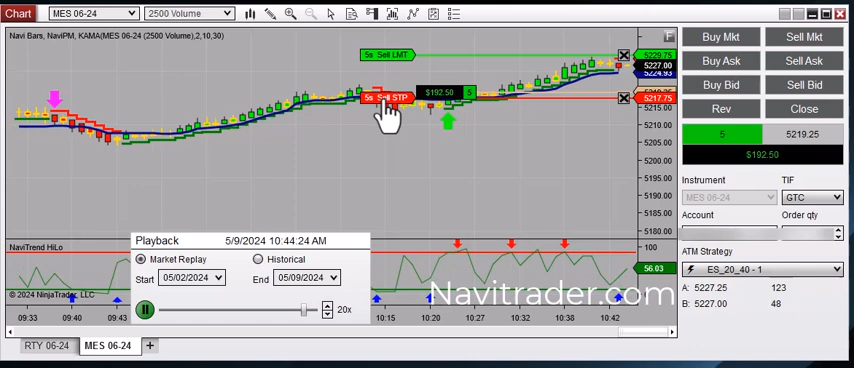 Chart
MES 06-24
2500 Volume
Navi Bars, NaviPM, KAMA(MES 06-24 (2500 Volume),2,10,30)
F
5s Sell LMT
5229.75
5227.00
5224.93
5s Sell STP
$192.50
5
5217.75
5215.00
5210.00
5205.00
5200.00
5195.00
5190.00
5185.00
5180.00
NaviTrend HiLo
100
56.03
Playback
5/9/2024 10:44:24 AM
Market Replay
Historical
Start
05/02/2024
End
05/09/2024
20x
© 2024 NinjaTrader, LLC
Navitrader.com
09:33
09:40
09:43
10:15
10:20
10:27
10:32
10:38
10:42
RTY 06-24
MES 06-24
+
Buy Mkt
Sell Mkt
Buy Ask
Sell Ask
Buy Bid
Sell Bid
Rev
Close
5
5219.25
$192.50
Instrument
TIF
MES 06-24
GTC
Account
Order qty
ATM Strategy
ES_20_40 - 1
A: 5227.25 123
B: 5227.00 48